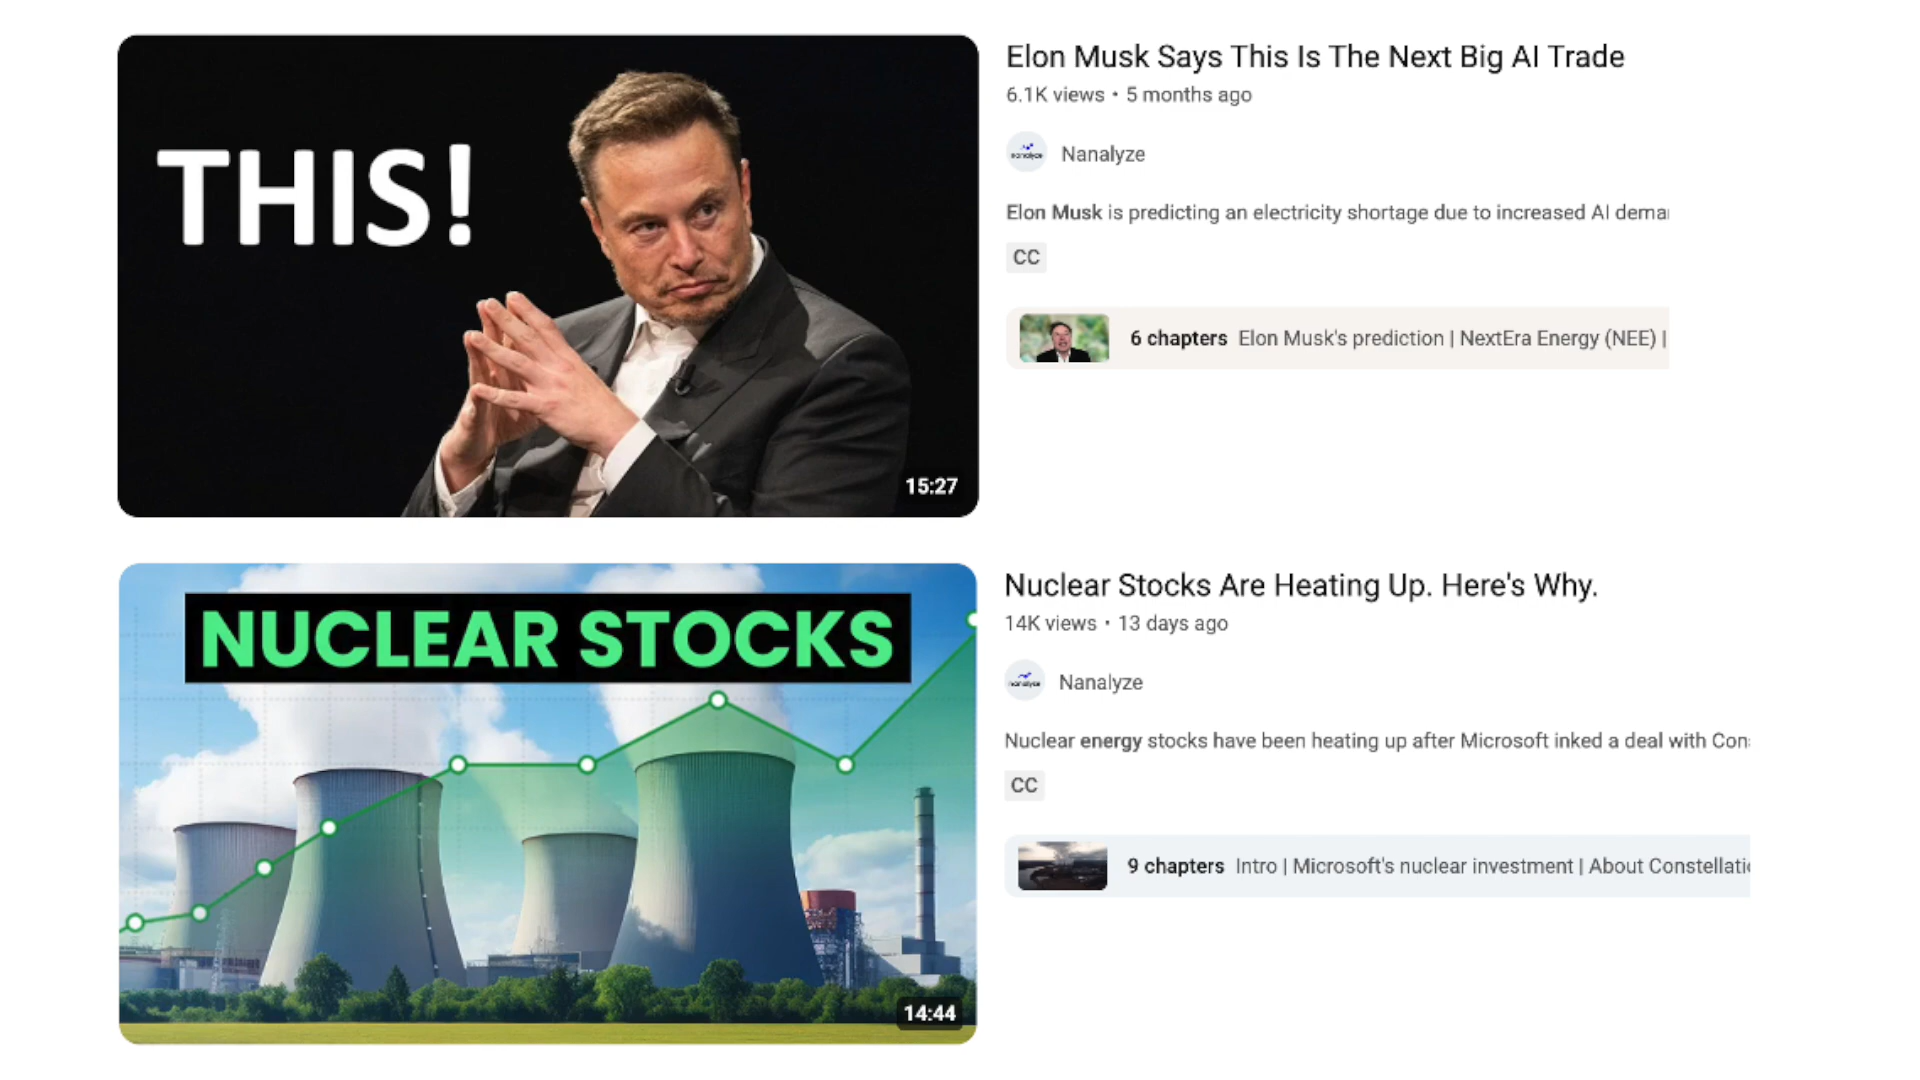 THIS!
15:27
Elon Musk Says This Is The Next Big AI Trade
6.1K views • 5 months ago
nanalyze
Nanalyze
Elon Musk is predicting an electricity shortage due to increased AI dema
CC
6 chapters Elon Musk's prediction | NextEra Energy (NEE) |
NUCLEAR STOCKS
14:44
Nuclear Stocks Are Heating Up. Here's Why.
14K views • 13 days ago
nanalyze
Nanalyze
Nuclear energy stocks have been heating up after Microsoft inked a deal with Con
CC
9 chapters Intro | Microsoft's nuclear investment | About Constellati